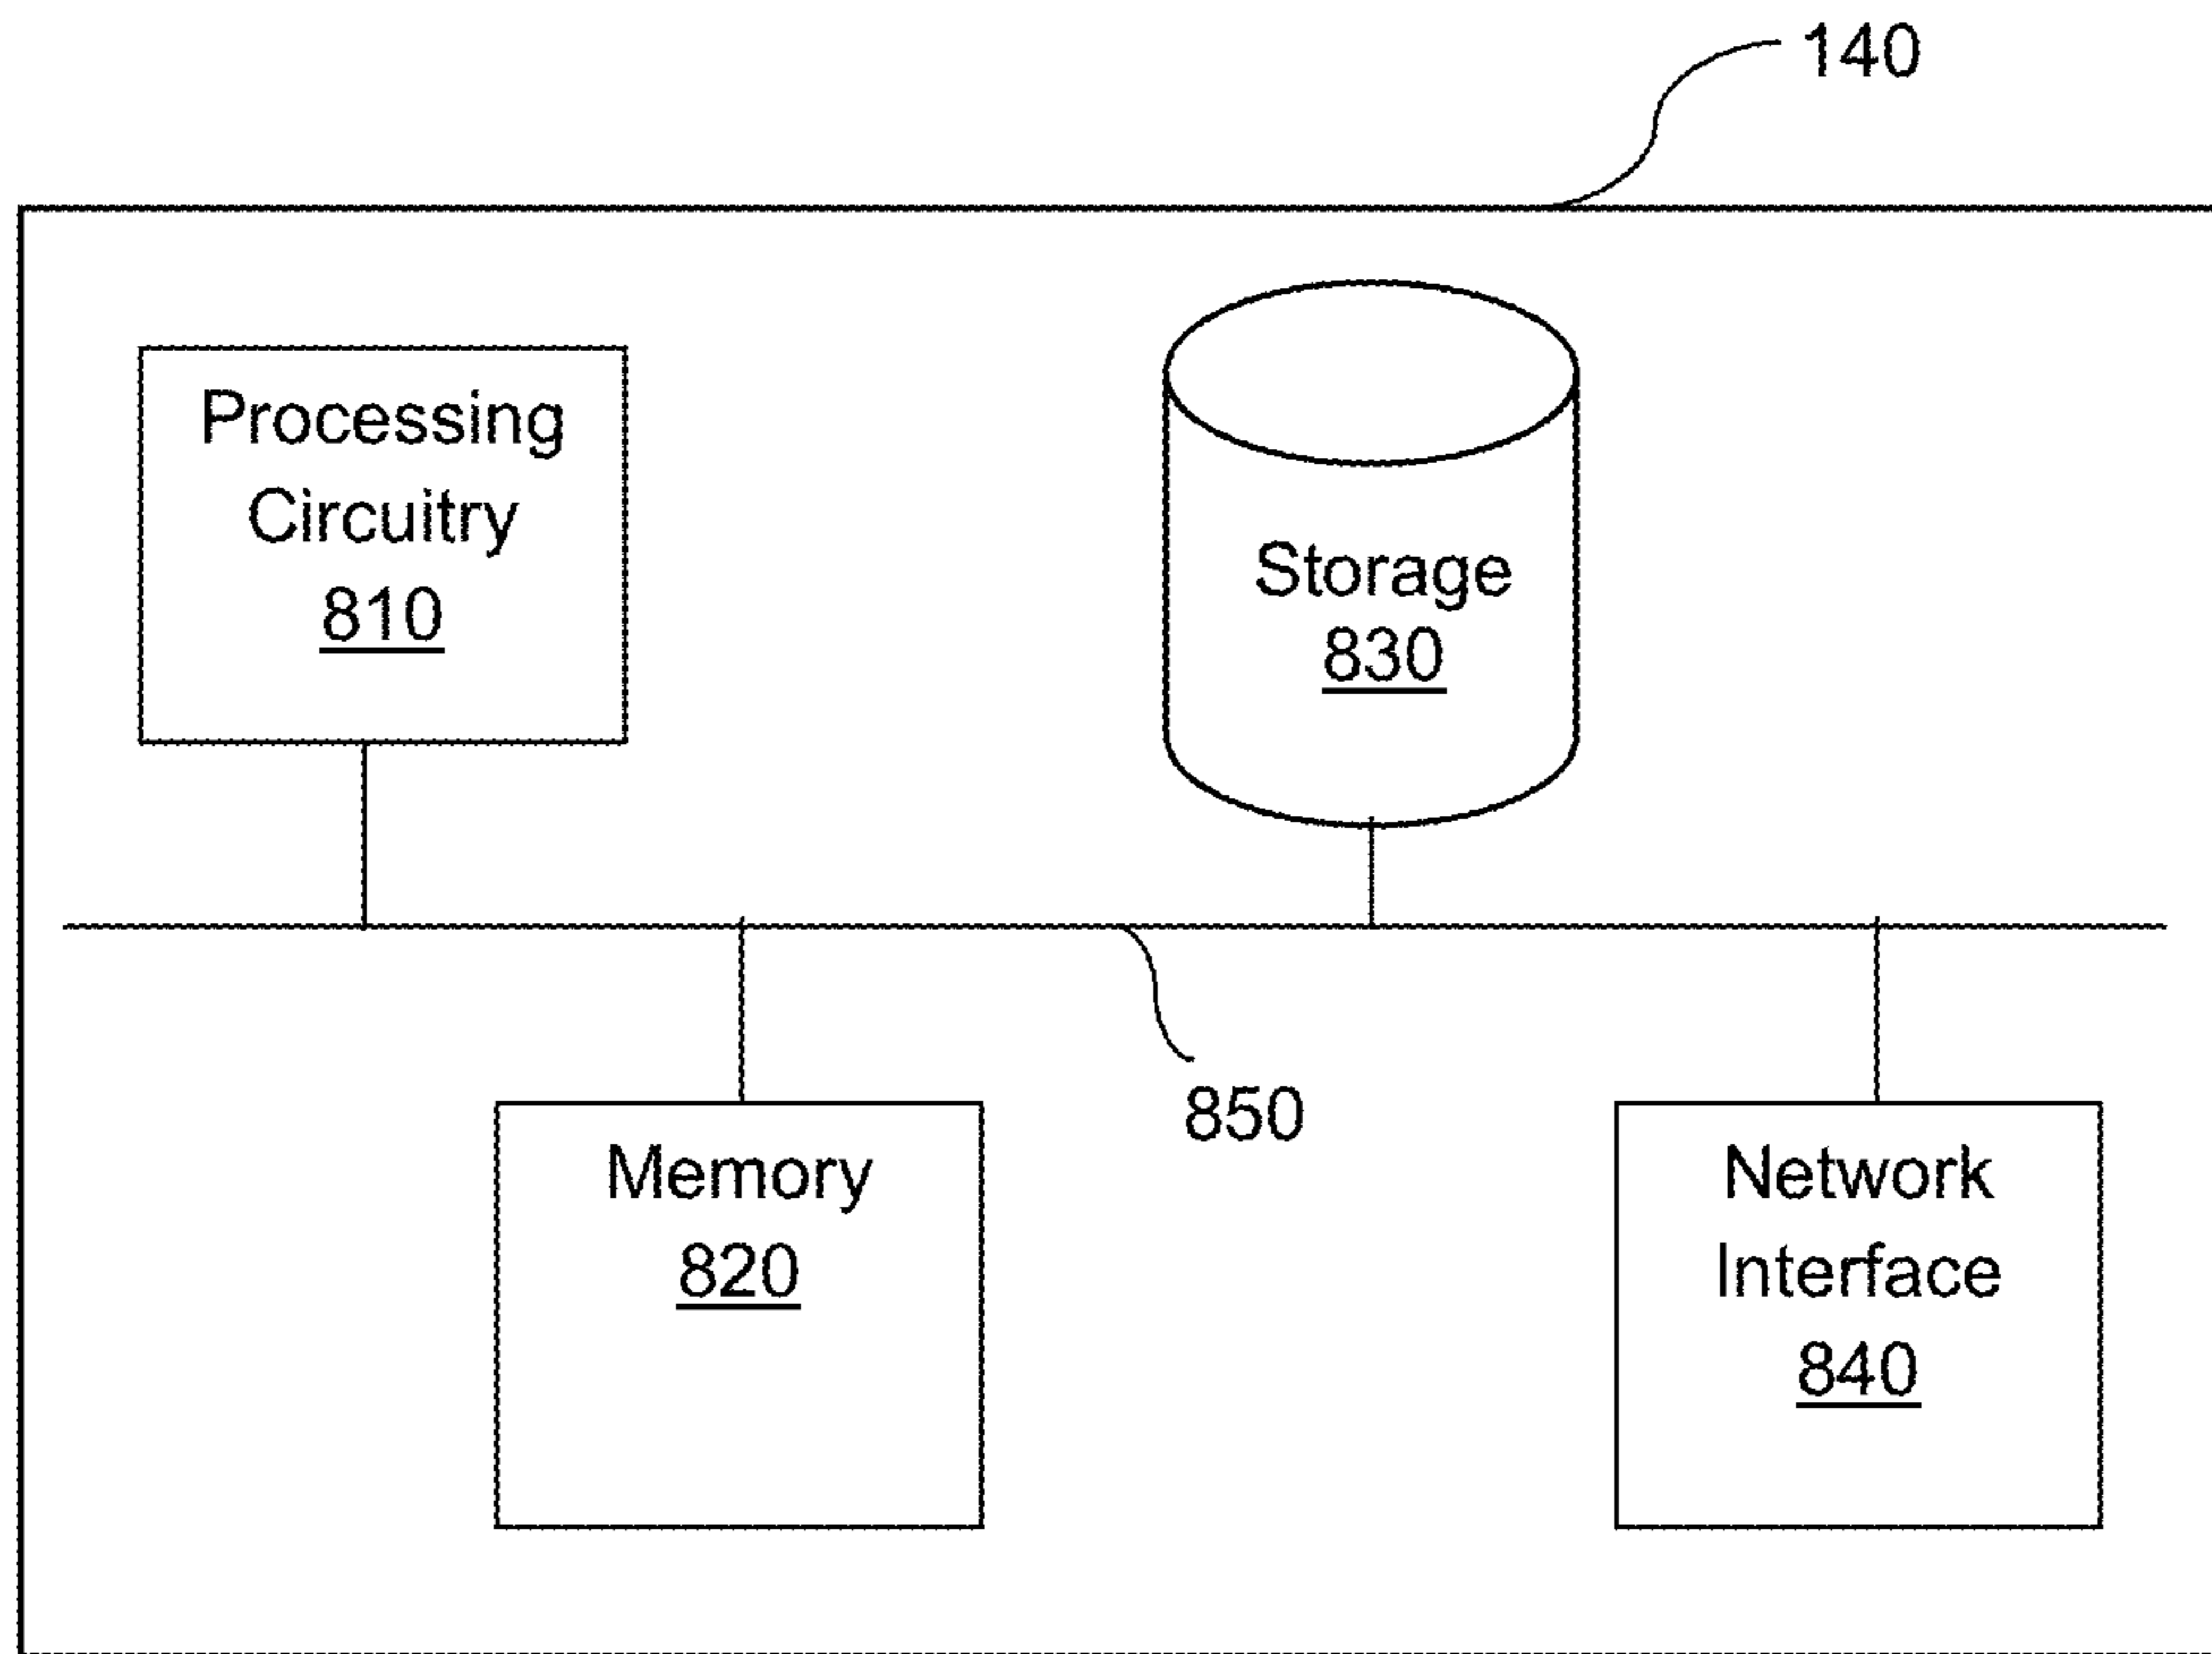 140
Processing
Circuitry
810
Storage
830
850
Memory
820
Network
Interface
840